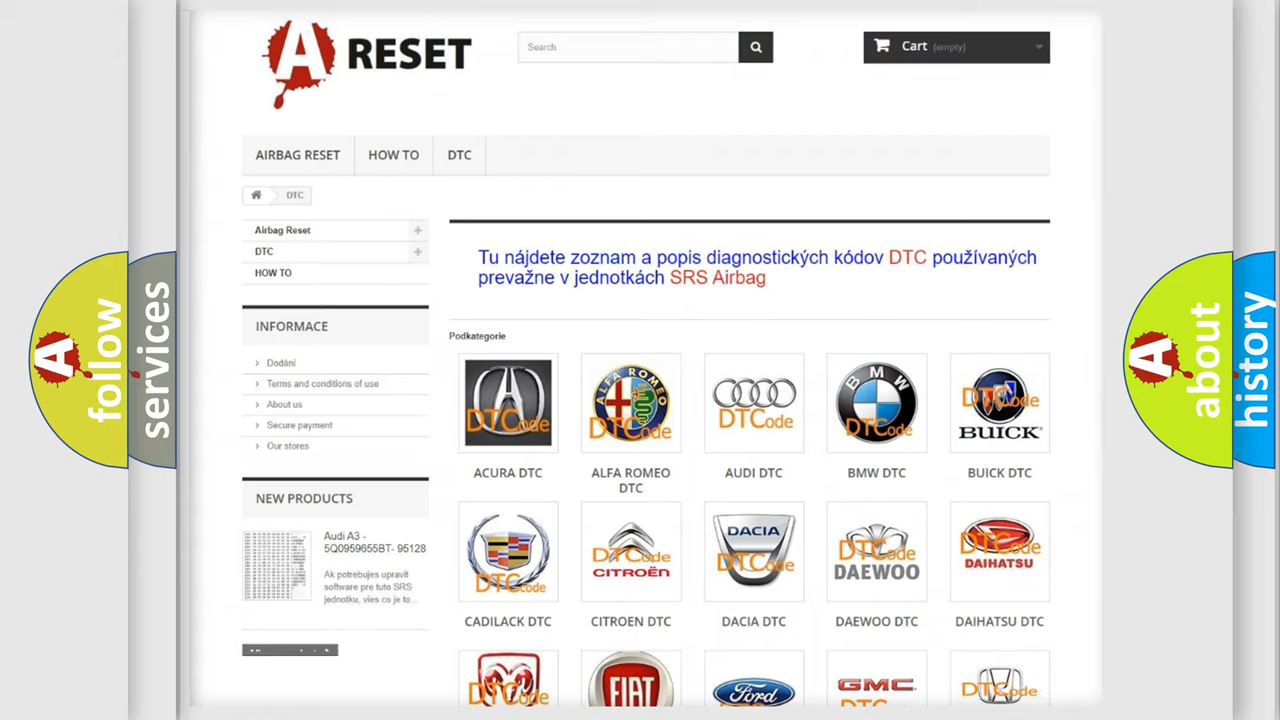 A RESET
Search
Cart (empty)
AIRBAG RESET
HOW TO
DTC
DTC
Airbag Reset
DTC
HOW TO
Tu nájdete zoznam a popis diagnostických kódov DTC používaných
prevažne v jednotkách SRS Airbag
INFORMACE
Podkategorie
Dodání
Terms and conditions of use
About us
Secure payment
Our stores
DTCode
ALFA ROMEO
DTCode
DTCode
BMW
DTCode
DTCode
BUICK
ACURA DTC
ALFA ROMEO
DTC
AUDI DTC
BMW DTC
BUICK DTC
NEW PRODUCTS
Audi A3 -
5Q0959655BT- 95128
Ak potrebujes upravit
software pre tuto SRS
jednotku, vies co je to...
DTCode
DTCode
CITROËN
DACIA
DTCode
DTCode
DAEWOO
DTCode
DAIHATSU
CADILACK DTC
CITROEN DTC
DACIA DTC
DAEWOO DTC
DAIHATSU DTC
DTCode
FIAT
Ford
GMC
DTCode
A follow
services
A about
history